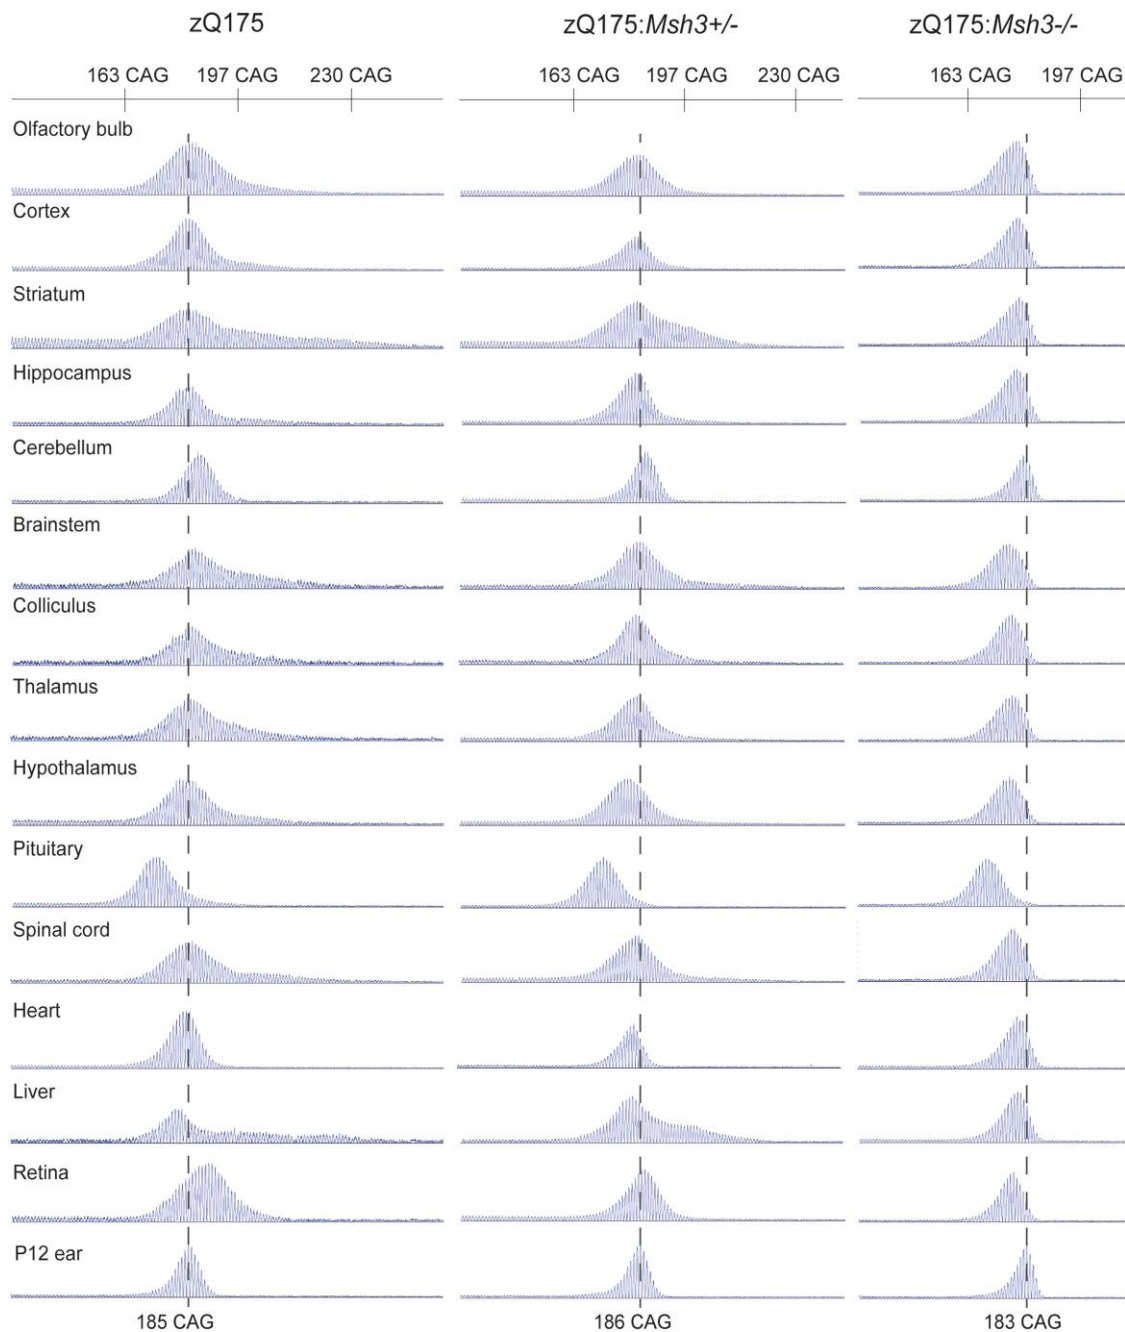 zQ175 zQ175:Msh3+/- zQ175:Msh3-/-
163 CAG 197 CAG 230 CAG 163 CAG 197 CAG 230 CAG 163 CAG 197 CAG
Olfactory bulb
Cortex
Striatum
Hippocampus
Cerebellum
Brainstem
Colliculus
Thalamus
Hypothalamus
Pituitary
Spinal cord
Heart
Liver
Retina
P12 ear
185 CAG 186 CAG 183 CAG